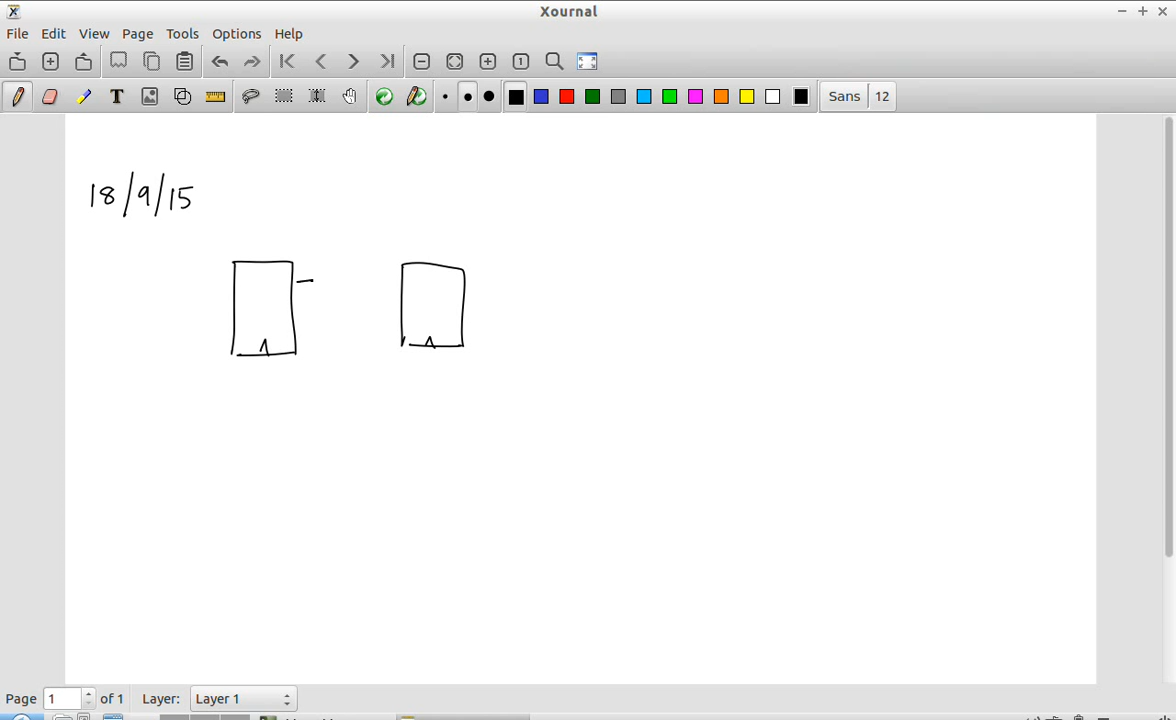 Xournal
File Edit View Page Tools Options Help
Sans 12
18/9/15
Page 1 of 1 Layer: Layer 1